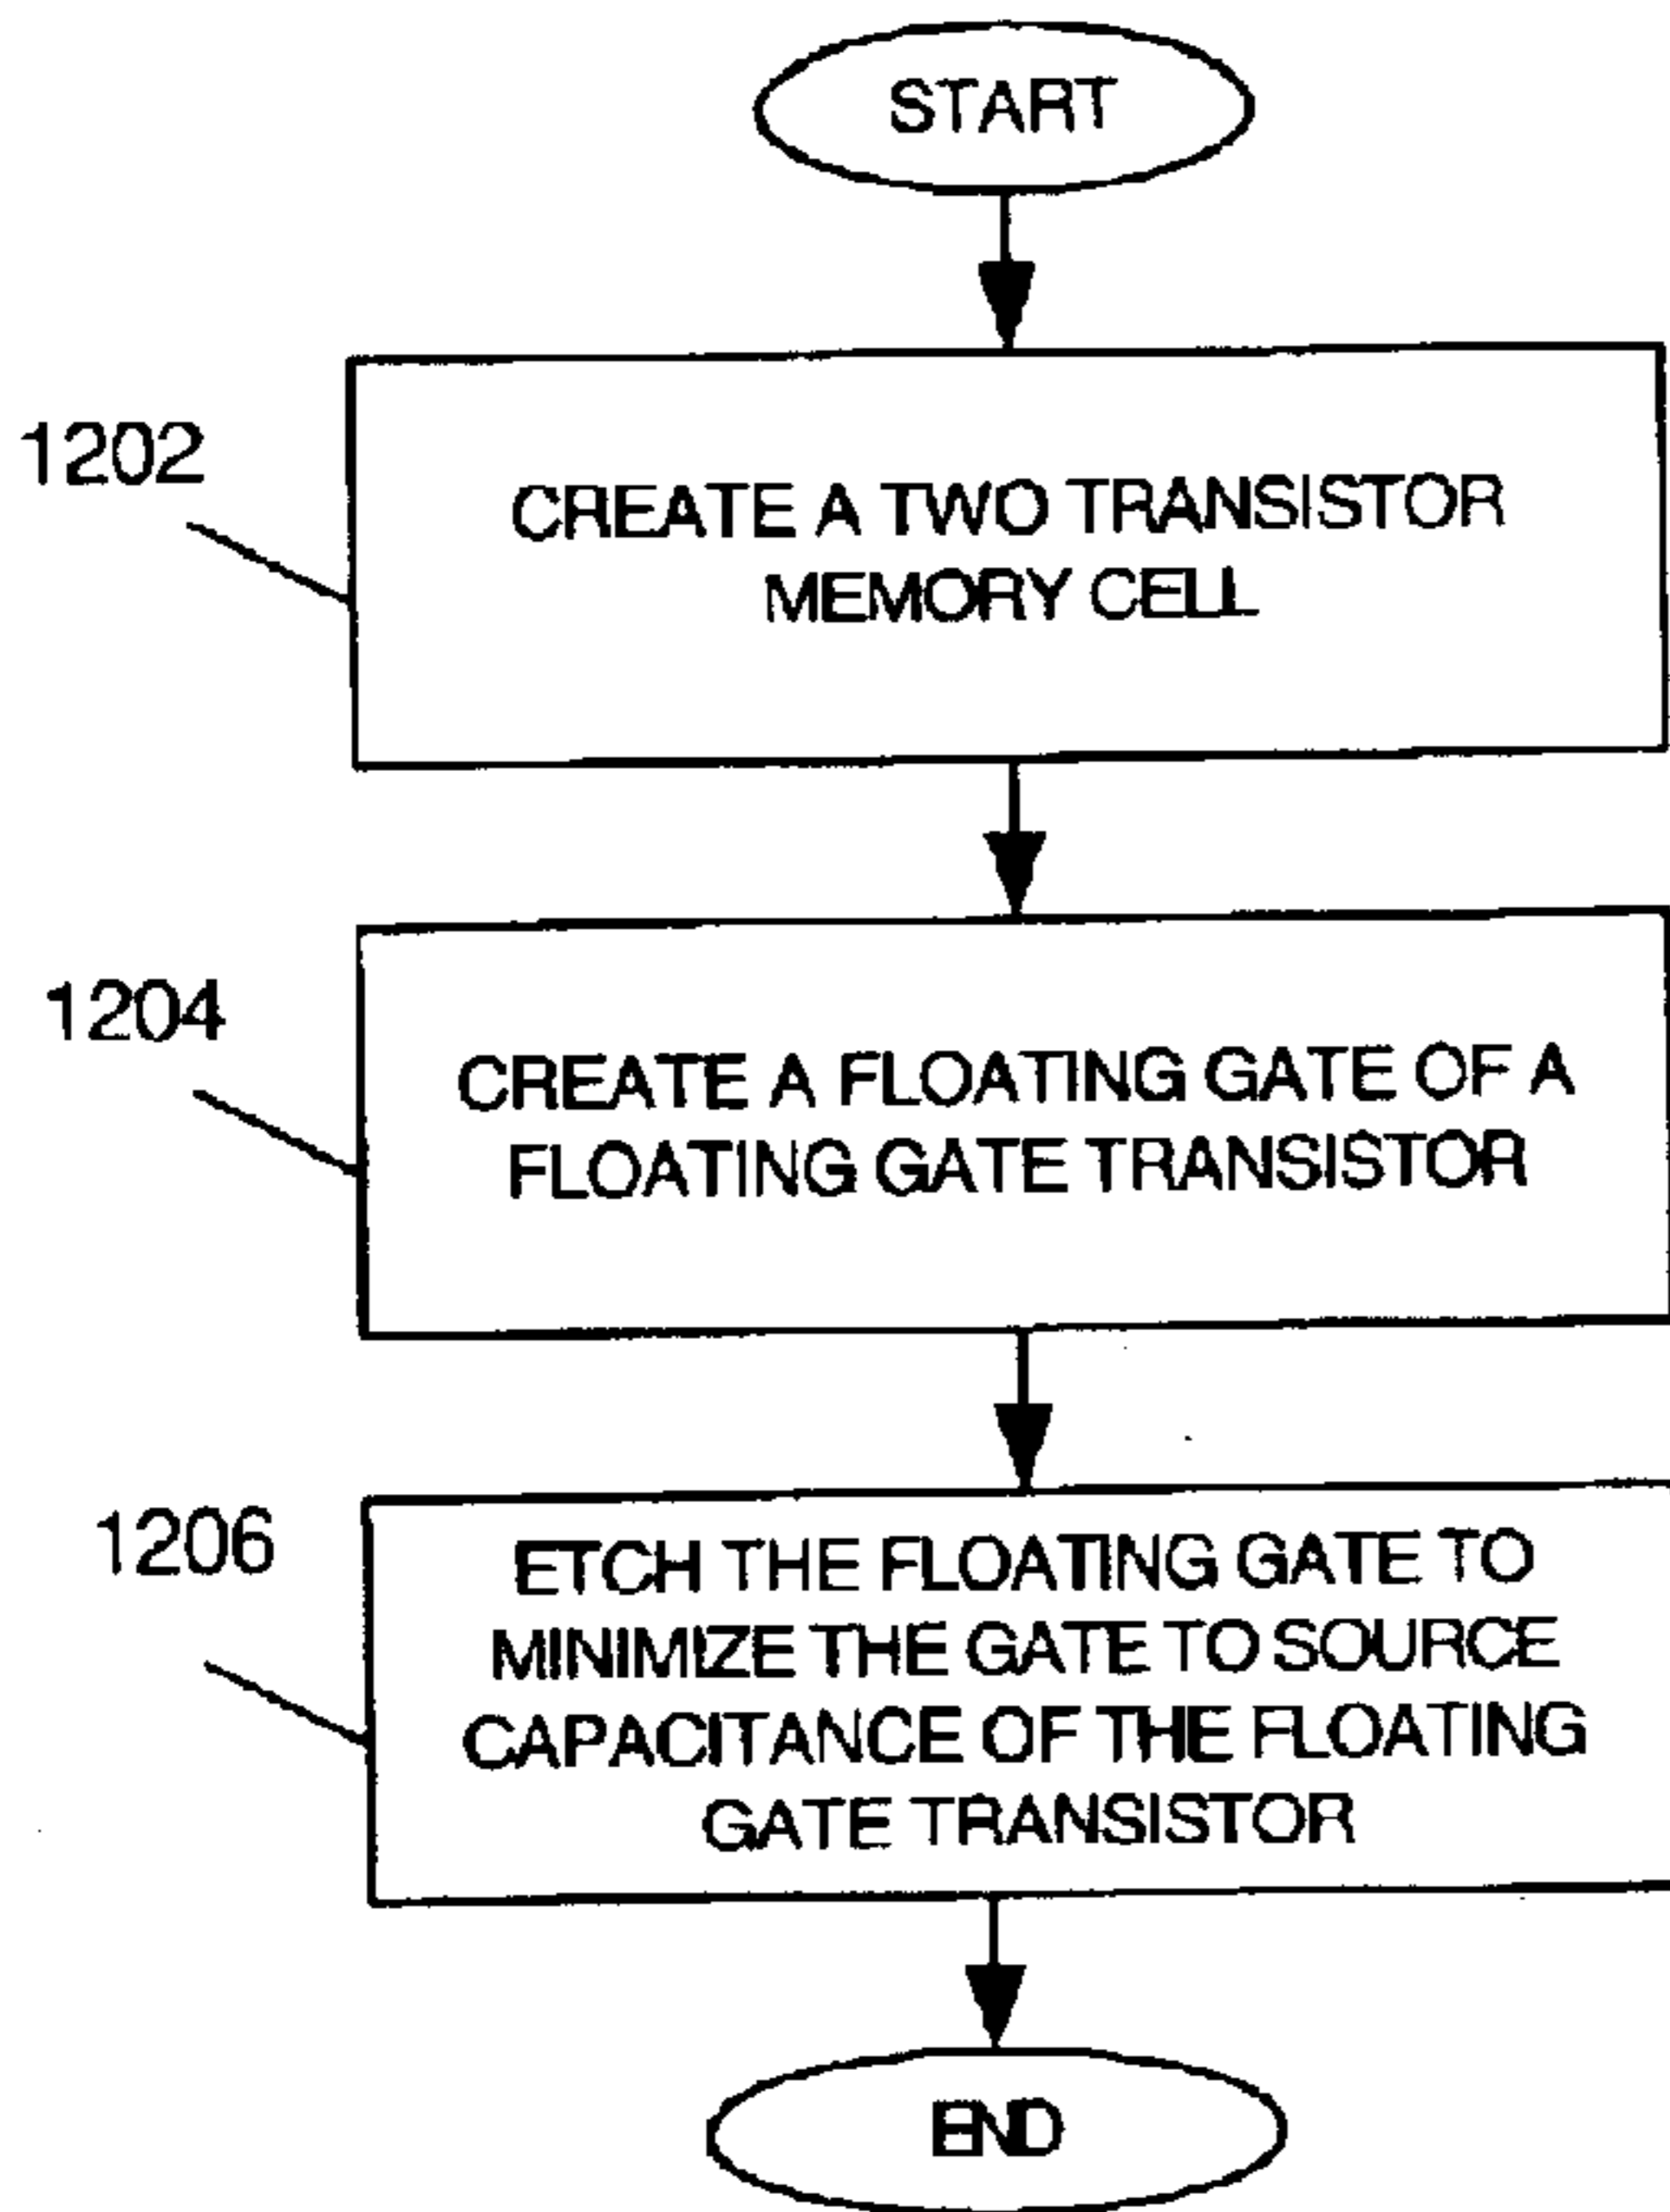 START
1202
CREATE A TWO TRANSISTOR
MEMORY CELL
1204
CREATE A FLOATING GATE OF A
FLOATING GATE TRANSISTOR
1206
ETCH THE FLOATING GATE TO
MINIMIZE THE GATE TO SOURCE
CAPACITANCE OF THE FLOATING
GATE TRANSISTOR
END